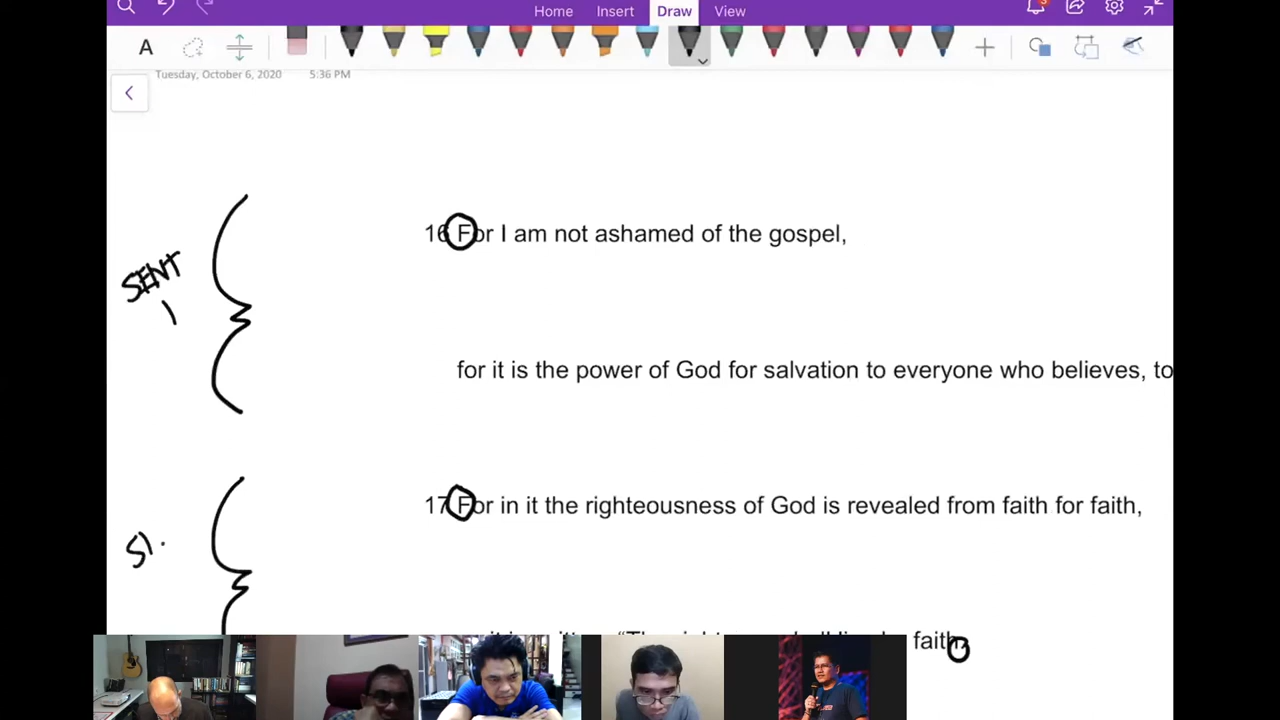 Home Insert Draw View
A
Tuesday, October 6, 2020 5:36 PM
16 For I am not ashamed of the gospel,
SENT
1
for it is the power of God for salvation to everyone who believes, to
17 For in it the righteousness of God is revealed from faith for faith,
faith.